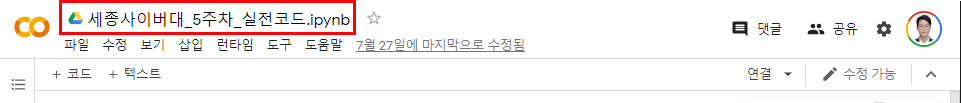 세종사이버대_5주차_실전코드.ipynb
댓글 공유
파일 수정 보기 삽입 런타임 도구 도움말 7월 27일에 마지막으로 수정됨
+ 코드 + 텍스트 연결 수정 가능